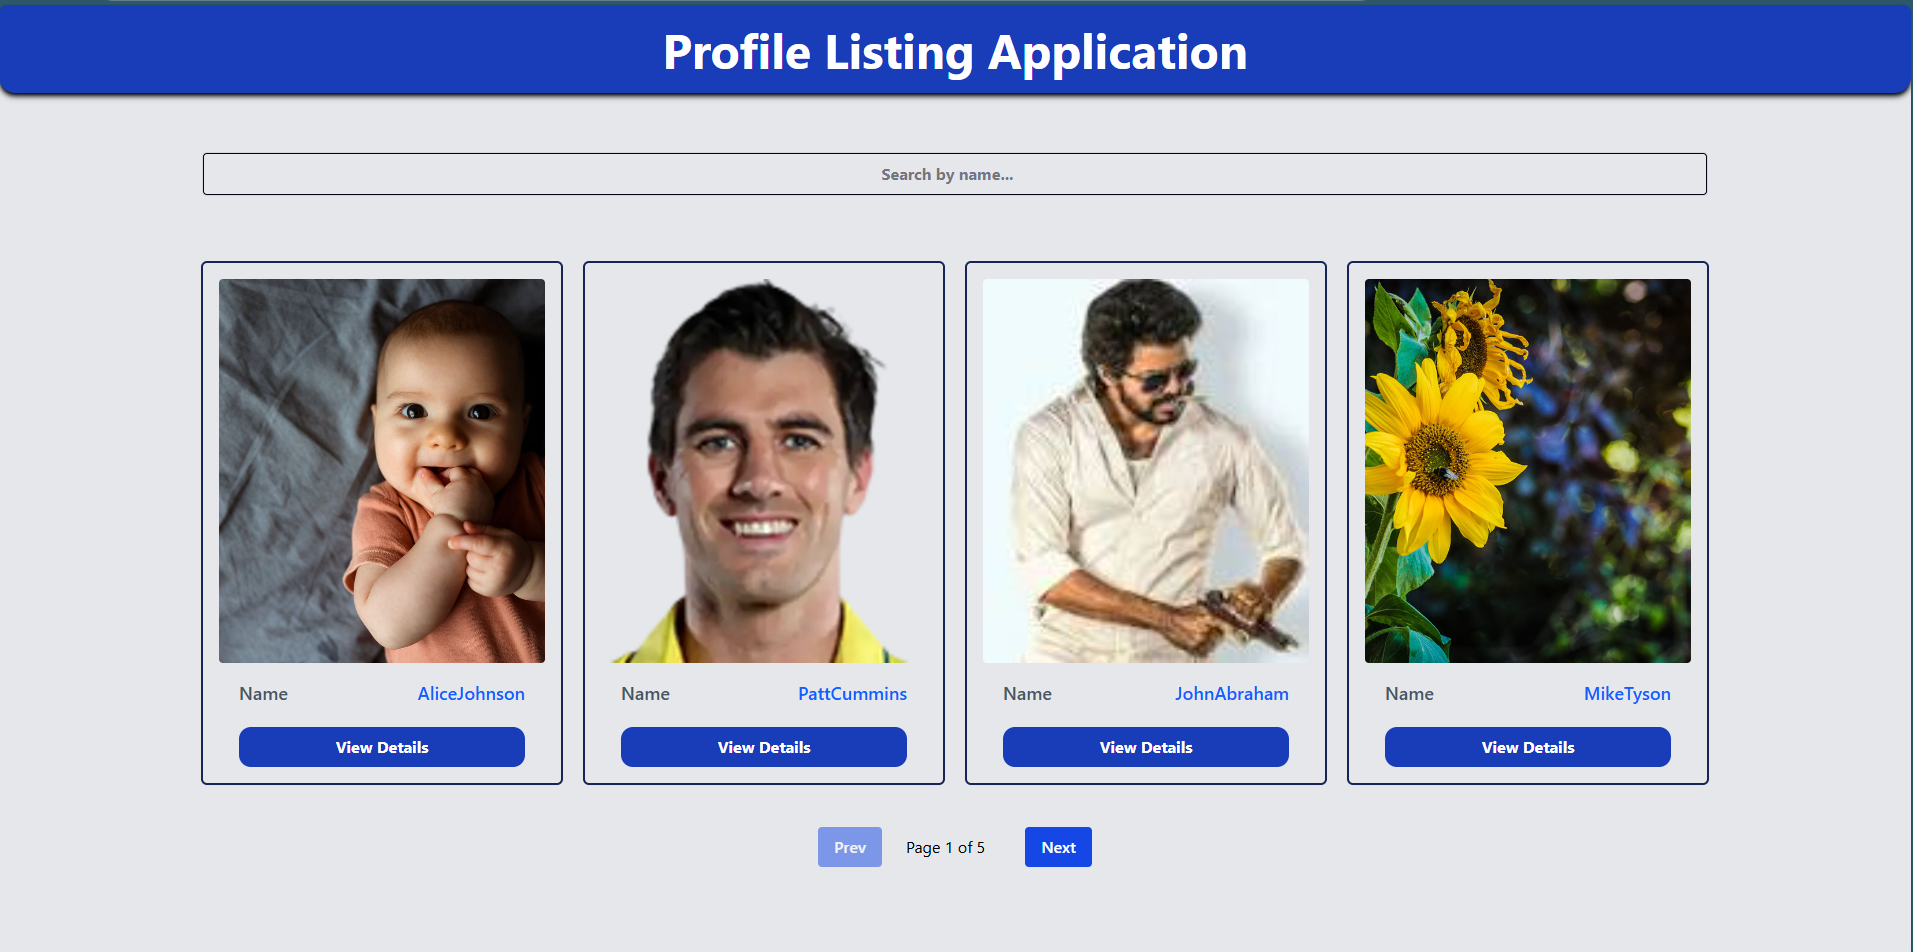 Profile Listing Application
Search by name...
Name AliceJohnson
View Details
Name PattCummins
View Details
Name JohnAbraham
View Details
Name MikeTyson
View Details
Prev Page 1 of 5 Next